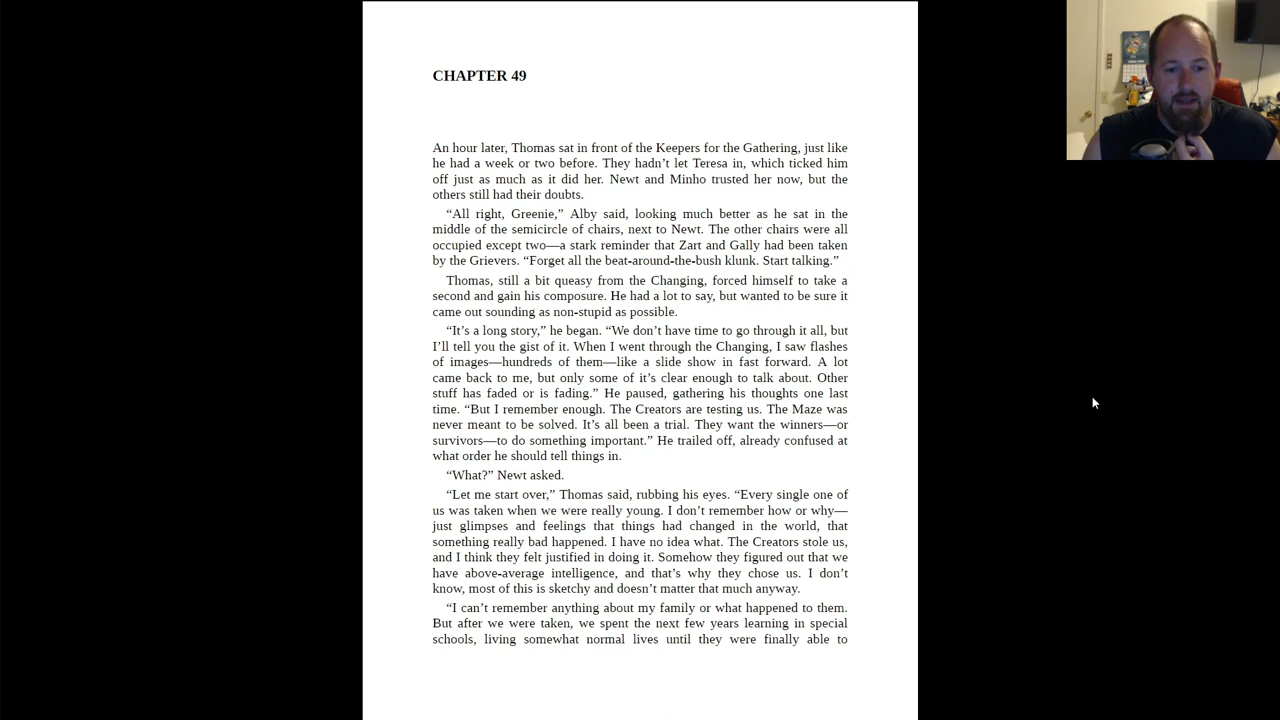 CHAPTER 49
An hour later, Thomas sat in front of the Keepers for the Gathering, just like
he had a week or two before. They hadn’t let Teresa in, which ticked him
off just as much as it did her. Newt and Minho trusted her now, but the
others still had their doubts.
“All right, Greenie,” Alby said, looking much better as he sat in the
middle of the semicircle of chairs, next to Newt. The other chairs were all
occupied except two—a stark reminder that Zart and Gally had been taken
by the Grievers. “Forget all the beat-around-the-bush klunk. Start talking.”
Thomas, still a bit queasy from the Changing, forced himself to take a
second and gain his composure. He had a lot to say, but wanted to be sure it
came out sounding as non-stupid as possible.
“It’s a long story,” he began. “We don’t have time to go through it all, but
I’ll tell you the gist of it. When I went through the Changing, I saw flashes
of images—hundreds of them—like a slide show in fast forward. A lot
came back to me, but only some of it’s clear enough to talk about. Other
stuff has faded or is fading.” He paused, gathering his thoughts one last
time. “But I remember enough. The Creators are testing us. The Maze was
never meant to be solved. It’s all been a trial. They want the winners—or
survivors—to do something important.” He trailed off, already confused at
what order he should tell things in.
“What?” Newt asked.
“Let me start over,” Thomas said, rubbing his eyes. “Every single one of
us was taken when we were really young. I don’t remember how or why—
just glimpses and feelings that things had changed in the world, that
something really bad happened. I have no idea what. The Creators stole us,
and I think they felt justified in doing it. Somehow they figured out that we
have above-average intelligence, and that’s why they chose us. I don’t
know, most of this is sketchy and doesn’t matter that much anyway.
“I can’t remember anything about my family or what happened to them.
But after we were taken, we spent the next few years learning in special
schools, living somewhat normal lives until they were finally able to